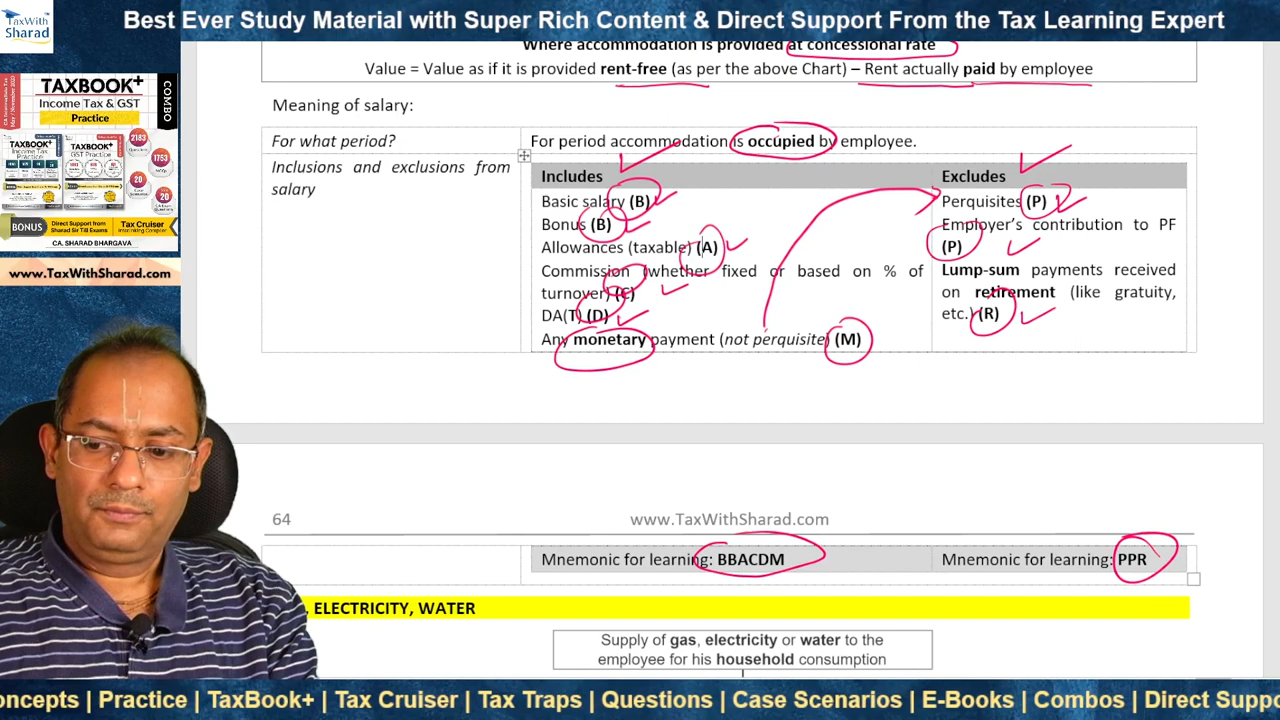 Best Ever Study Material with Super Rich Content & Direct Support From the Tax Learning Expert
TaxWith
Sharad
TAXBOOK+
Income Tax & GST
Practice
COMBO
TAXBOOK+
TAXBOOK+
2183
1753
20
20
BONUS
Direct Support from
Sharad Sir Till Exams
Tax Cruiser
CA. SHARAD BHARGAVA
www.TaxWithSharad.com
Where accommodation is provided at concessional rate
Value = Value as if it is provided rent-free (as per the above Chart) – Rent actually paid by employee
Meaning of salary:
For what period?
For period accommodation is occupied by employee.
Inclusions and exclusions from
salary
Includes
Basic salary (B)
Bonus (B)
Allowances (taxable) (A)
Commission (whether fixed or based on % of
turnover) (C)
DA(T) (D)
Any monetary payment (not perquisite) (M)
Excludes
Perquisites (P)
Employer's contribution to PF
(P)
Lump-sum payments received
on retirement (like gratuity,
etc.) (R)
64
www.TaxWithSharad.com
Mnemonic for learning: BBACDM
Mnemonic for learning: PPR
, ELECTRICITY, WATER
Supply of gas, electricity or water to the
employee for his household consumption
oncepts | Practice | TaxBook+ | Tax Cruiser | Tax Traps | Questions | Case Scenarios | E-Books | Combos | Direct Suppo